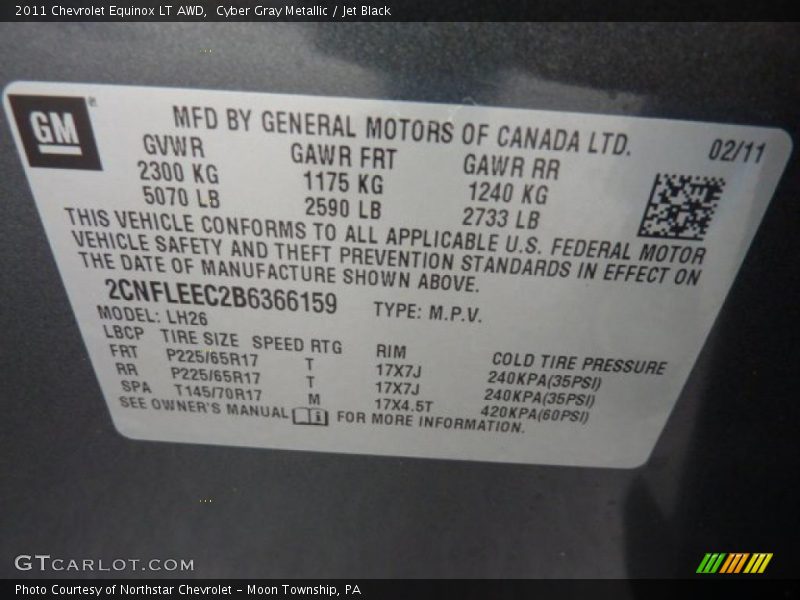 2011 Chevrolet Equinox LT AWD,  Cyber Gray Metallic / Jet Black
GM
MFD BY GENERAL MOTORS OF CANADA LTD.
02/11
GVWR GAWR FRT GAWR RR
2300 KG 1175 KG 1240 KG
5070 LB 2590 LB 2733 LB
THIS VEHICLE CONFORMS TO ALL APPLICABLE U.S. FEDERAL MOTOR
VEHICLE SAFETY AND THEFT PREVENTION STANDARDS IN EFFECT ON
THE DATE OF MANUFACTURE SHOWN ABOVE.
2CNFLEEC2B6366159 TYPE: M.P.V.
MODEL: LH26
LBCP TIRE SIZE SPEED RTG RIM COLD TIRE PRESSURE
FRT P225/65R17 T 17X7J 240KPA(35PSI)
RR P225/65R17 T 17X7J 240KPA(35PSI)
SPA T145/70R17 M 17X4.5T 420KPA(60PSI)
SEE OWNER'S MANUAL FOR MORE INFORMATION.
GTCARLOT.COM
Photo Courtesy of Northstar Chevrolet - Moon Township, PA